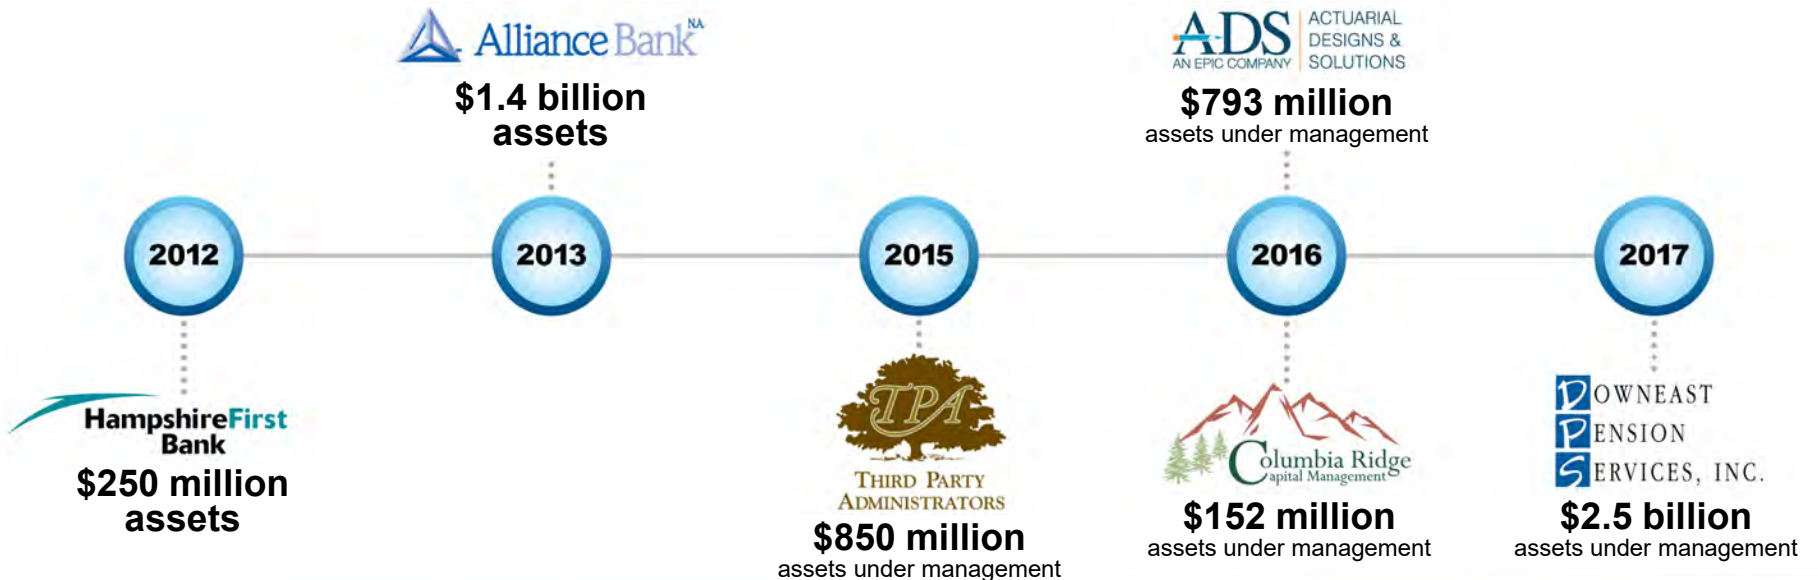 Alliance Bank NA
$1.4 billion
assets
ADS
AN EPIC COMPANY
ACTUARIAL
DESIGNS &
SOLUTIONS
$793 million
assets under management
2012
2013
2015
2016
2017
HampshireFirst
Bank
$250 million
assets
TPA
THIRD PARTY
ADMINISTRATORS
$850 million
assets under management
Columbia Ridge
Capital Management
$152 million
assets under management
DOWNEAST
PENSION
SERVICES, INC.
$2.5 billion
assets under management